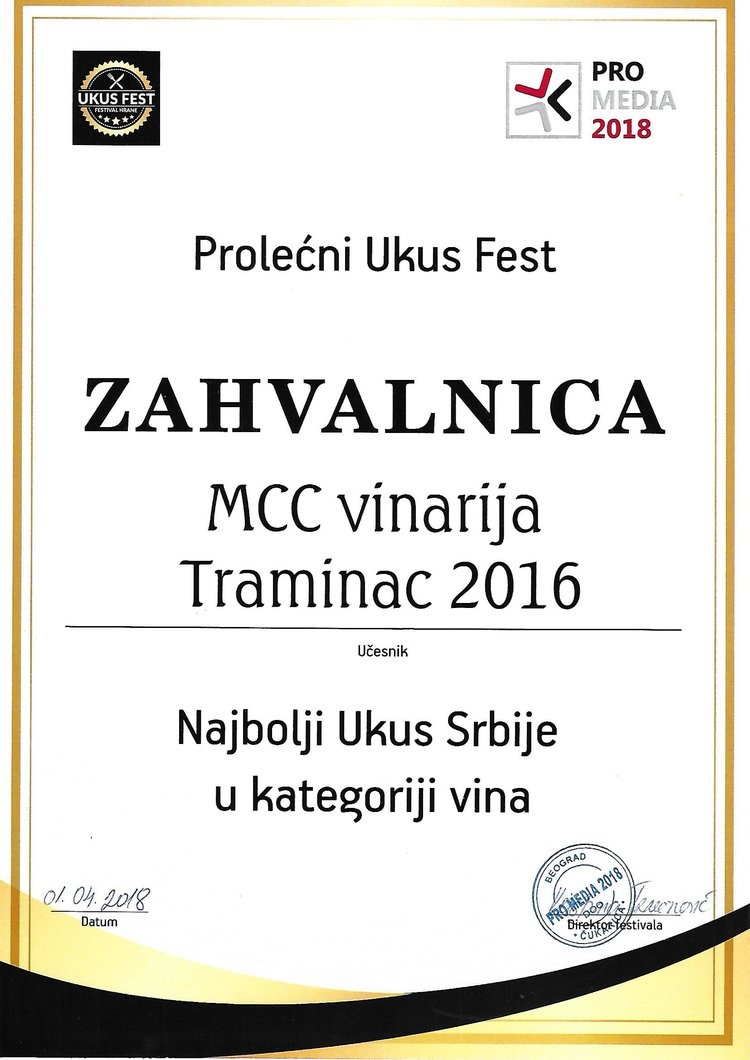 UKUS FEST
FESTIVAL HRANE
PRO
MEDIA
2018
Prolećni Ukus Fest
ZAHVALNICA
MCC vinarija
Traminac 2016
Učesnik
Najbolji Ukus Srbije
u kategoriji vina
01.04.2018
Datum
BEOGRAD
PRO MEDIA 2018
DOO
ČUKARICA
Direktor festivala